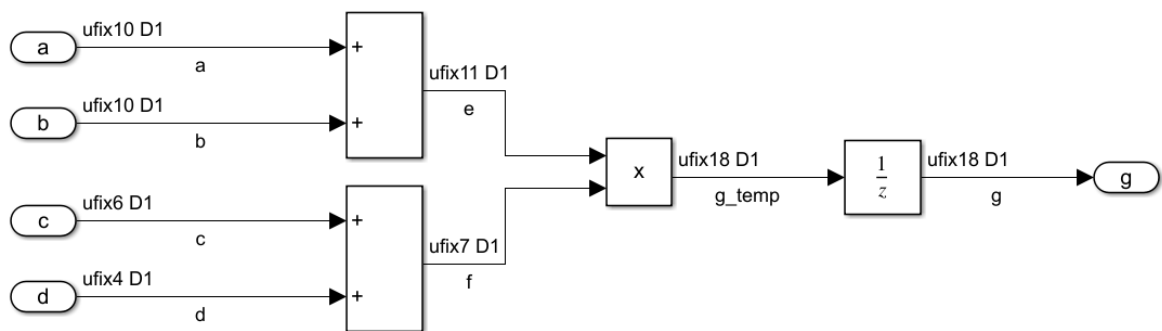 a
ufix10 D1
a
+
b
ufix10 D1
b
+
ufix11 D1
e
c
ufix6 D1
c
+
d
ufix4 D1
d
+
ufix7 D1
f
x
ufix18 D1
g_temp
1
z
ufix18 D1
g
g